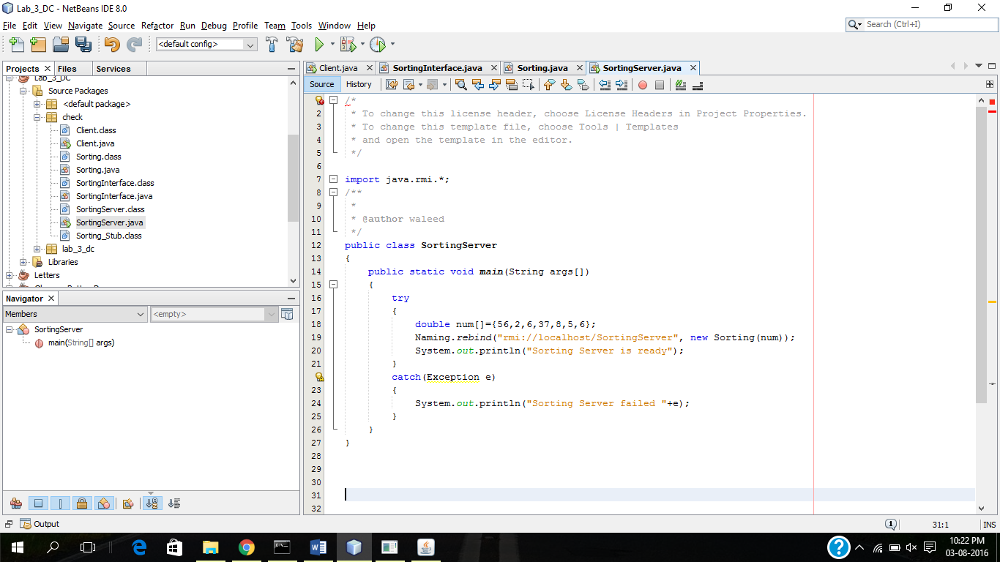 Lab_3_DC - NetBeans IDE 8.0
File Edit View Navigate Source Refactor Run Debug Profile Team Tools Window Help
Search (Ctrl+I)
<default config>
Projects Files Services
Lab_3_DC
Source Packages
<default package>
check
Client.class
Client.java
Sorting.class
Sorting.java
SortingInterface.class
SortingInterface.java
SortingServer.class
SortingServer.java
Sorting_Stub.class
lab_3_dc
Libraries
Letters
Navigator
Members <empty>
SortingServer
main(String[] args)
Client.java SortingInterface.java Sorting.java SortingServer.java
Source History
/*
2 * To change this license header, choose License Headers in Project Properties.
3 * To change this template file, choose Tools | Templates
4 * and open the template in the editor.
5 */
6
7 import java.rmi.*;
8 /**
9 *
10 * @author waleed
11 */
12 public class SortingServer
13 {
14 public static void main(String args[])
15 {
16 try
17 {
18 double num[]={56,2,6,37,8,5,6};
19 Naming.rebind("rmi://localhost/SortingServer", new Sorting(num));
20 System.out.println("Sorting Server is ready");
21 }
catch(Exception e)
23 {
24 System.out.println("Sorting Server failed "+e);
25 }
26 }
27 }
28
29
30
31
32
Output
1 31:1 INS
10:22 PM
03-08-2016